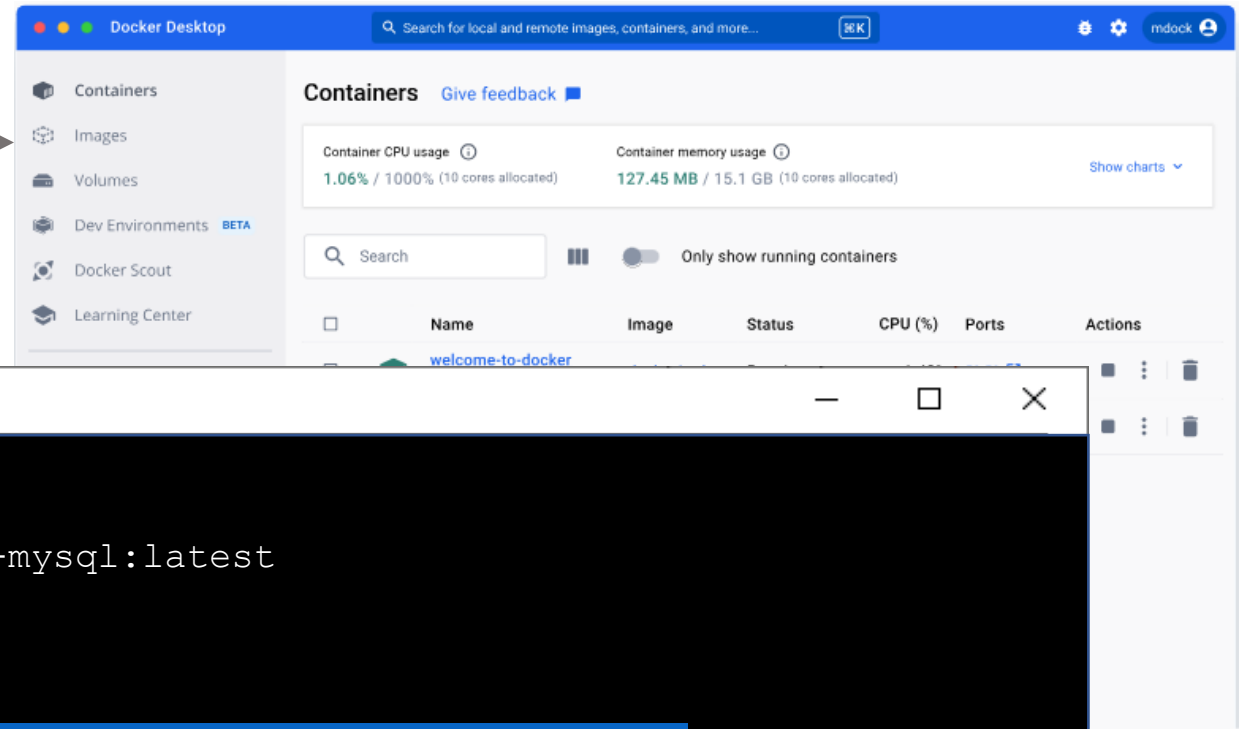 Docker Desktop
Search for local and remote images, containers, and more...
⌘K
mdock
Containers
Images
Volumes
Dev Environments BETA
Docker Scout
Learning Center
Containers Give feedback
Container CPU usage
1.06% / 1000% (10 cores allocated)
Container memory usage
127.45 MB / 15.1 GB (10 cores allocated)
Show charts
Search
Only show running containers
Name Image Status CPU (%) Ports Actions
welcome-to-docker
-mysql:latest